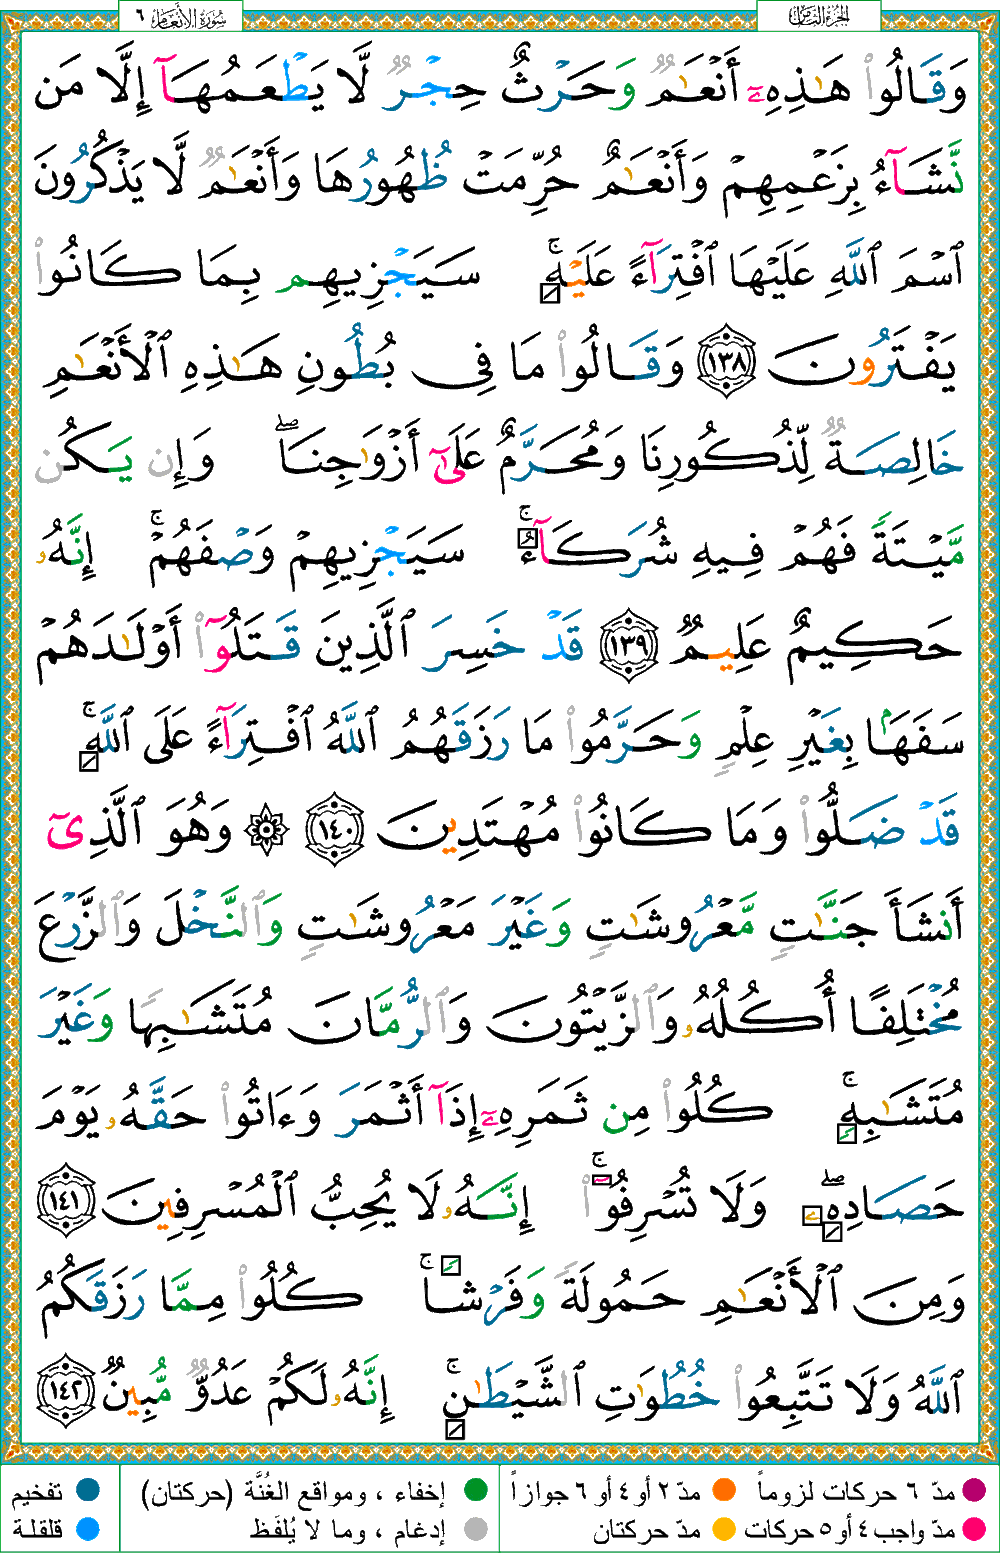 الجزء الثامن
سورة الأنعام ٦
وَقَالُوا۟ هَـٰذِهِۦٓ أَنْعَـٰمٌ وَحَرْثٌ حِجْرٌ لَّا يَطْعَمُهَآ إِلَّا مَن
نَّشَآءُ بِزَعْمِهِمْ وَأَنْعَـٰمٌ حُرِّمَتْ ظُهُورُهَا وَأَنْعَـٰمٌ لَّا يَذْكُرُونَ
ٱسْمَ ٱللَّهِ عَلَيْهَا ٱفْتِرَآءً عَلَيْهِ ۚ سَيَجْزِيهِم بِمَا كَانُوا۟
يَفْتَرُونَ ١٣٨ وَقَالُوا۟ مَا فِى بُطُونِ هَـٰذِهِ ٱلْأَنْعَـٰمِ
خَالِصَةٌ لِّذُكُورِنَا وَمُحَرَّمٌ عَلَىٰٓ أَزْوَٰجِنَا ۖ وَإِن يَكُن
مَّيْتَةً فَهُمْ فِيهِ شُرَكَآءُ ۚ سَيَجْزِيهِمْ وَصْفَهُمْ ۚ إِنَّهُۥ
حَكِيمٌ عَلِيمٌ ١٣٩ قَدْ خَسِرَ ٱلَّذِينَ قَتَلُوٓا۟ أَوْلَـٰدَهُمْ
سَفَهًۢا بِغَيْرِ عِلْمٍ وَحَرَّمُوا۟ مَا رَزَقَهُمُ ٱللَّهُ ٱفْتِرَآءً عَلَى ٱللَّهِ ۚ
قَدْ ضَلُّوا۟ وَمَا كَانُوا۟ مُهْتَدِينَ ١٤٠ ۞ وَهُوَ ٱلَّذِىٓ
أَنشَأَ جَنَّـٰتٍ مَّعْرُوشَـٰتٍ وَغَيْرَ مَعْرُوشَـٰتٍ وَٱلنَّخْلَ وَٱلزَّرْعَ
مُخْتَلِفًا أُكُلُهُۥ وَٱلزَّيْتُونَ وَٱلرُّمَّانَ مُتَشَـٰبِهًا وَغَيْرَ
مُتَشَـٰبِهٍ ۚ كُلُوا۟ مِن ثَمَرِهِۦٓ إِذَآ أَثْمَرَ وَءَاتُوا۟ حَقَّهُۥ يَوْمَ
حَصَادِهِۦ ۖ وَلَا تُسْرِفُوٓا۟ ۚ إِنَّهُۥ لَا يُحِبُّ ٱلْمُسْرِفِينَ ١٤١
وَمِنَ ٱلْأَنْعَـٰمِ حَمُولَةً وَفَرْشًا ۚ كُلُوا۟ مِمَّا رَزَقَكُمُ
ٱللَّهُ وَلَا تَتَّبِعُوا۟ خُطُوَٰتِ ٱلشَّيْطَـٰنِ ۚ إِنَّهُۥ لَكُمْ عَدُوٌّ مُّبِينٌ ١٤٢
مدّ ٦ حركات لزوماً مدّ ٢ أو ٤ أو ٦ جوازاً إخفاء ، ومواقع الغُنَّة (حركتان) تفخيم
مدّ واجب ٤ أو ٥ حركات مدّ حركتان إدغام ، وما لا يُلفَظ قلقلة